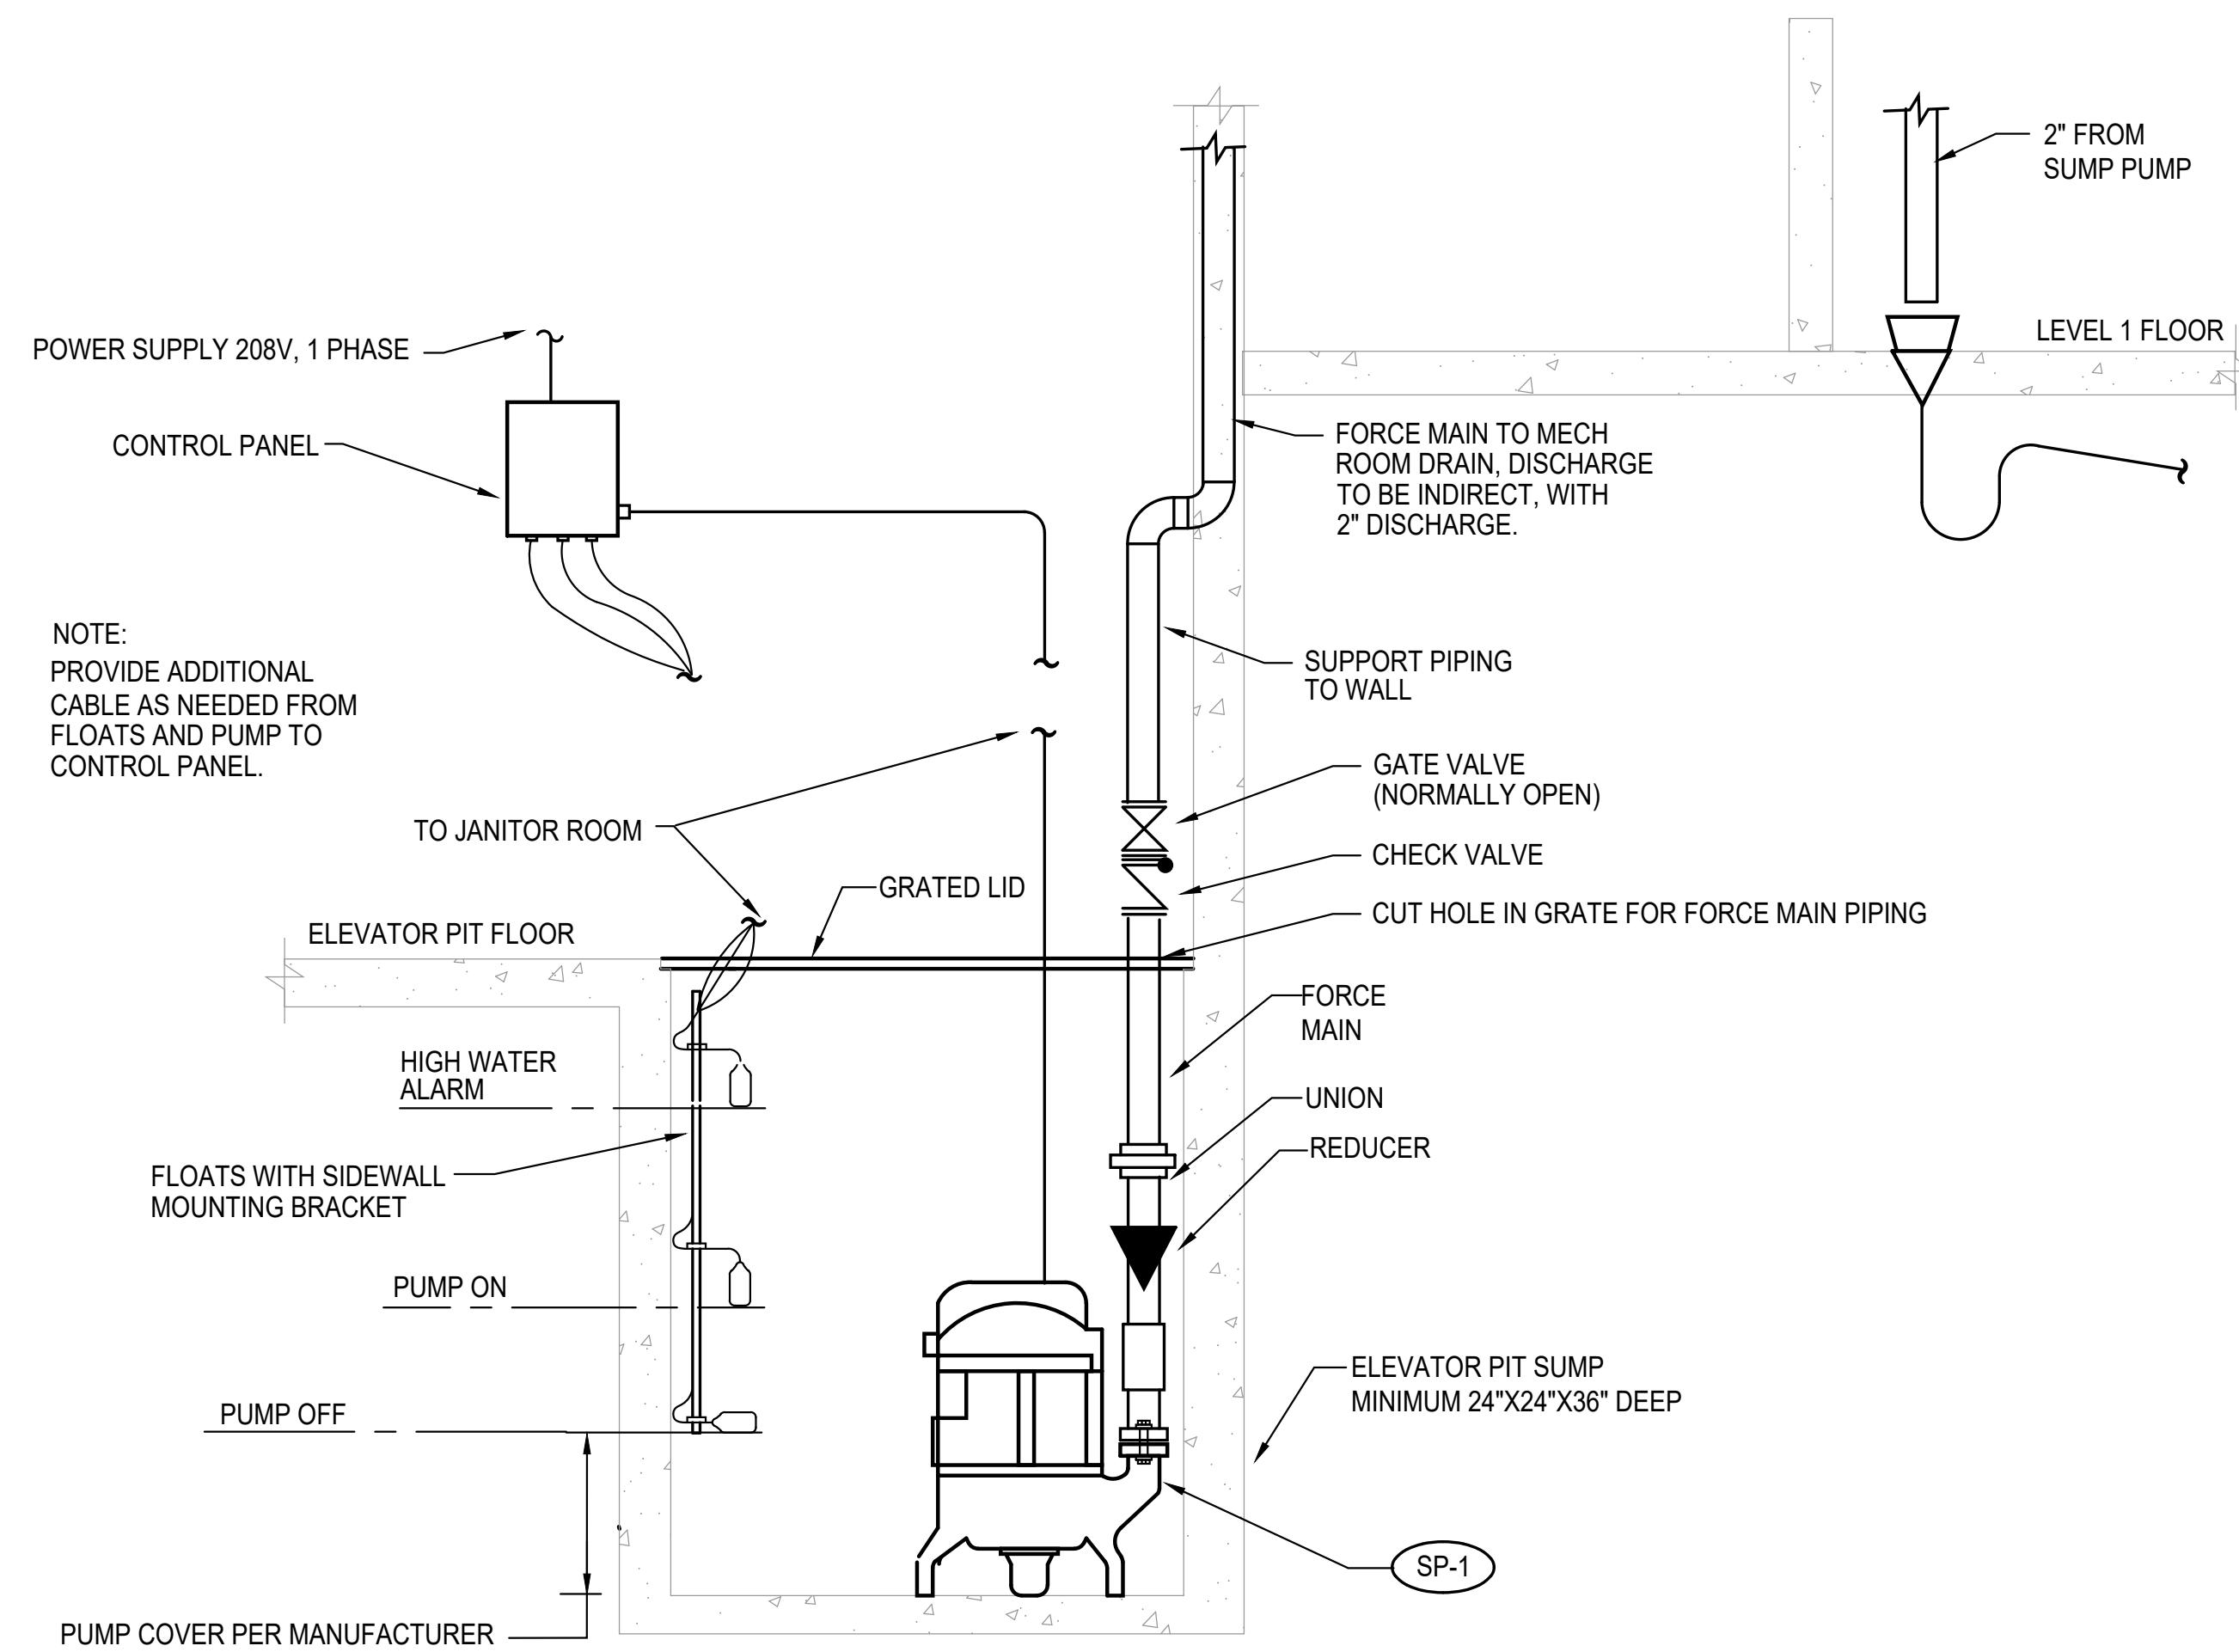 2" FROM
SUMP PUMP
LEVEL 1 FLOOR
POWER SUPPLY 208V, 1 PHASE
CONTROL PANEL
FORCE MAIN TO MECH
ROOM DRAIN, DISCHARGE
TO BE INDIRECT, WITH
2" DISCHARGE.
NOTE:
PROVIDE ADDITIONAL
CABLE AS NEEDED FROM
FLOATS AND PUMP TO
CONTROL PANEL.
SUPPORT PIPING
TO WALL
GATE VALVE
(NORMALLY OPEN)
TO JANITOR ROOM
CHECK VALVE
GRATED LID
CUT HOLE IN GRATE FOR FORCE MAIN PIPING
ELEVATOR PIT FLOOR
FORCE
MAIN
HIGH WATER
ALARM
UNION
REDUCER
FLOATS WITH SIDEWALL
MOUNTING BRACKET
PUMP ON
ELEVATOR PIT SUMP
MINIMUM 24"X24"X36" DEEP
PUMP OFF
SP-1
PUMP COVER PER MANUFACTURER